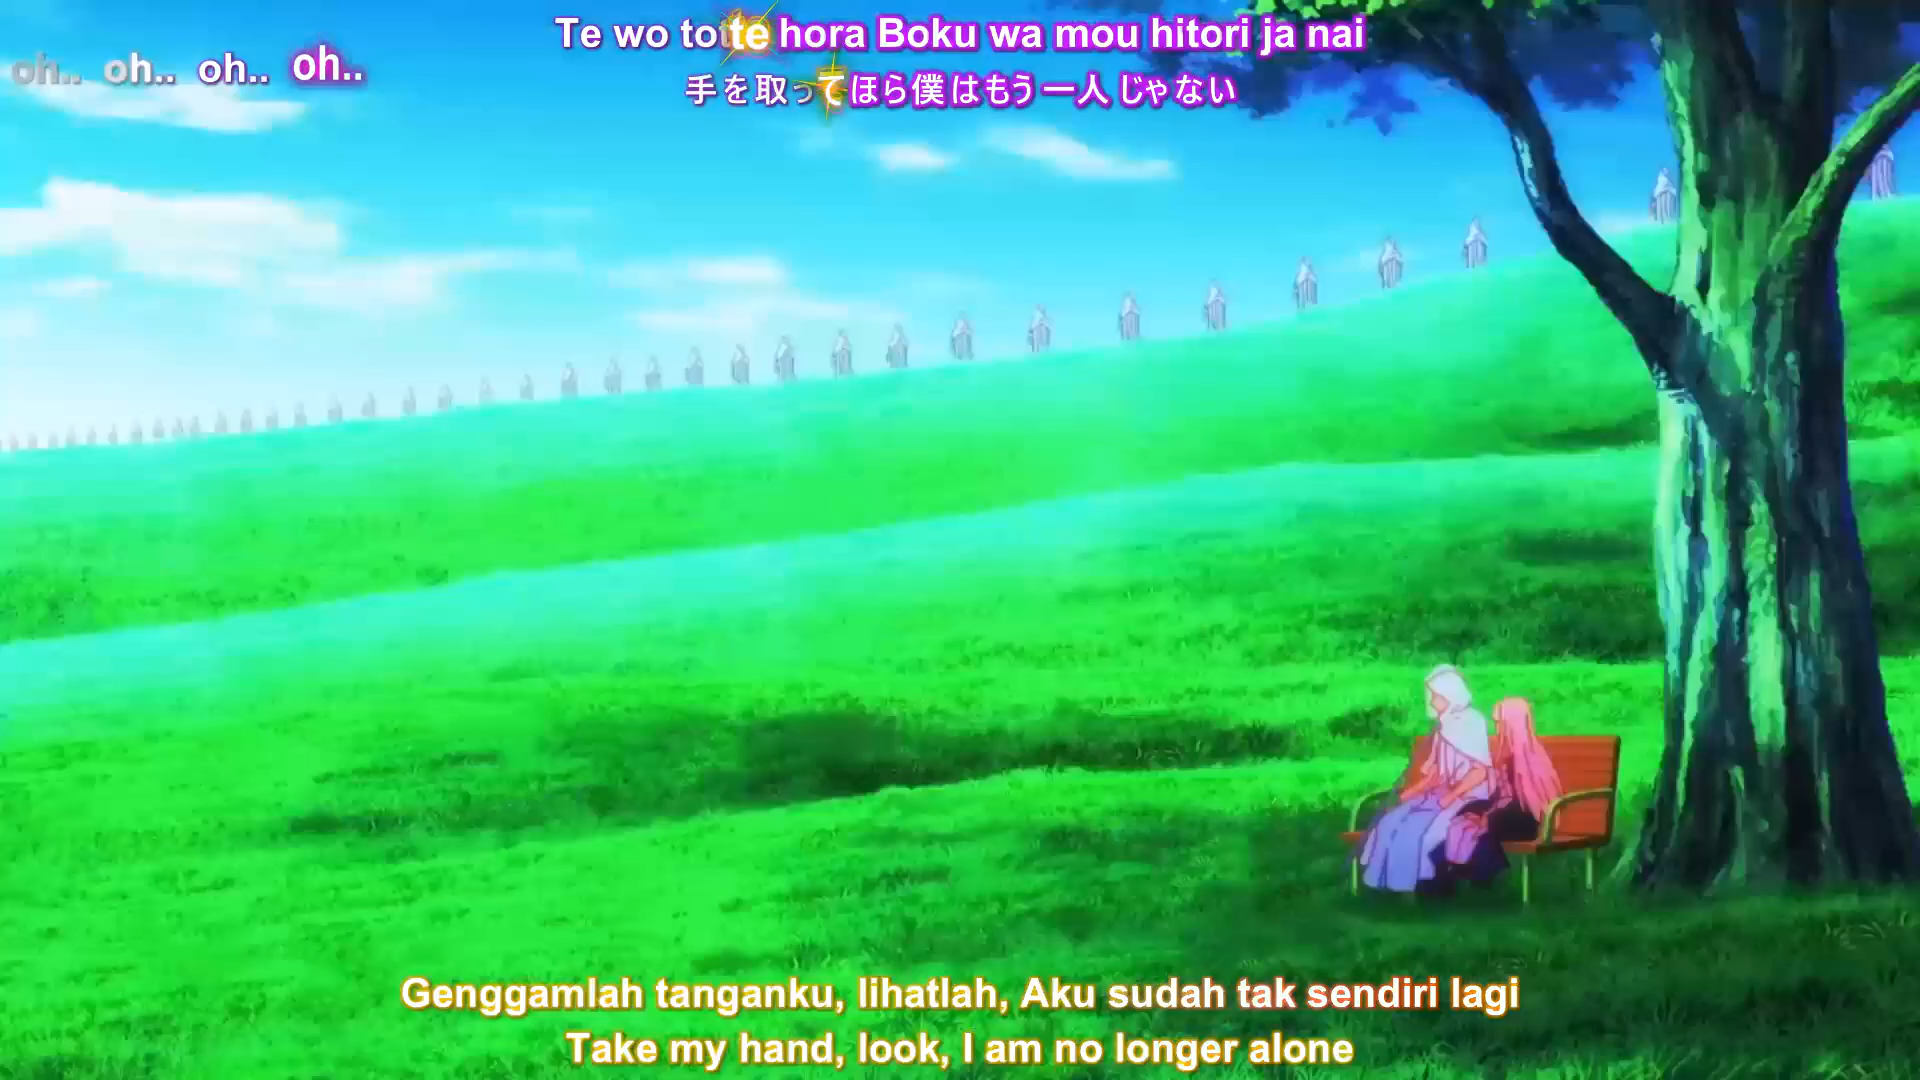 oh.. oh.. oh.. oh..
Te wo totte hora Boku wa mou hitori ja nai
手を取ってほら僕はもう一人じゃない
Genggamlah tanganku, lihatlah, Aku sudah tak sendiri lagi
Take my hand, look, I am no longer alone